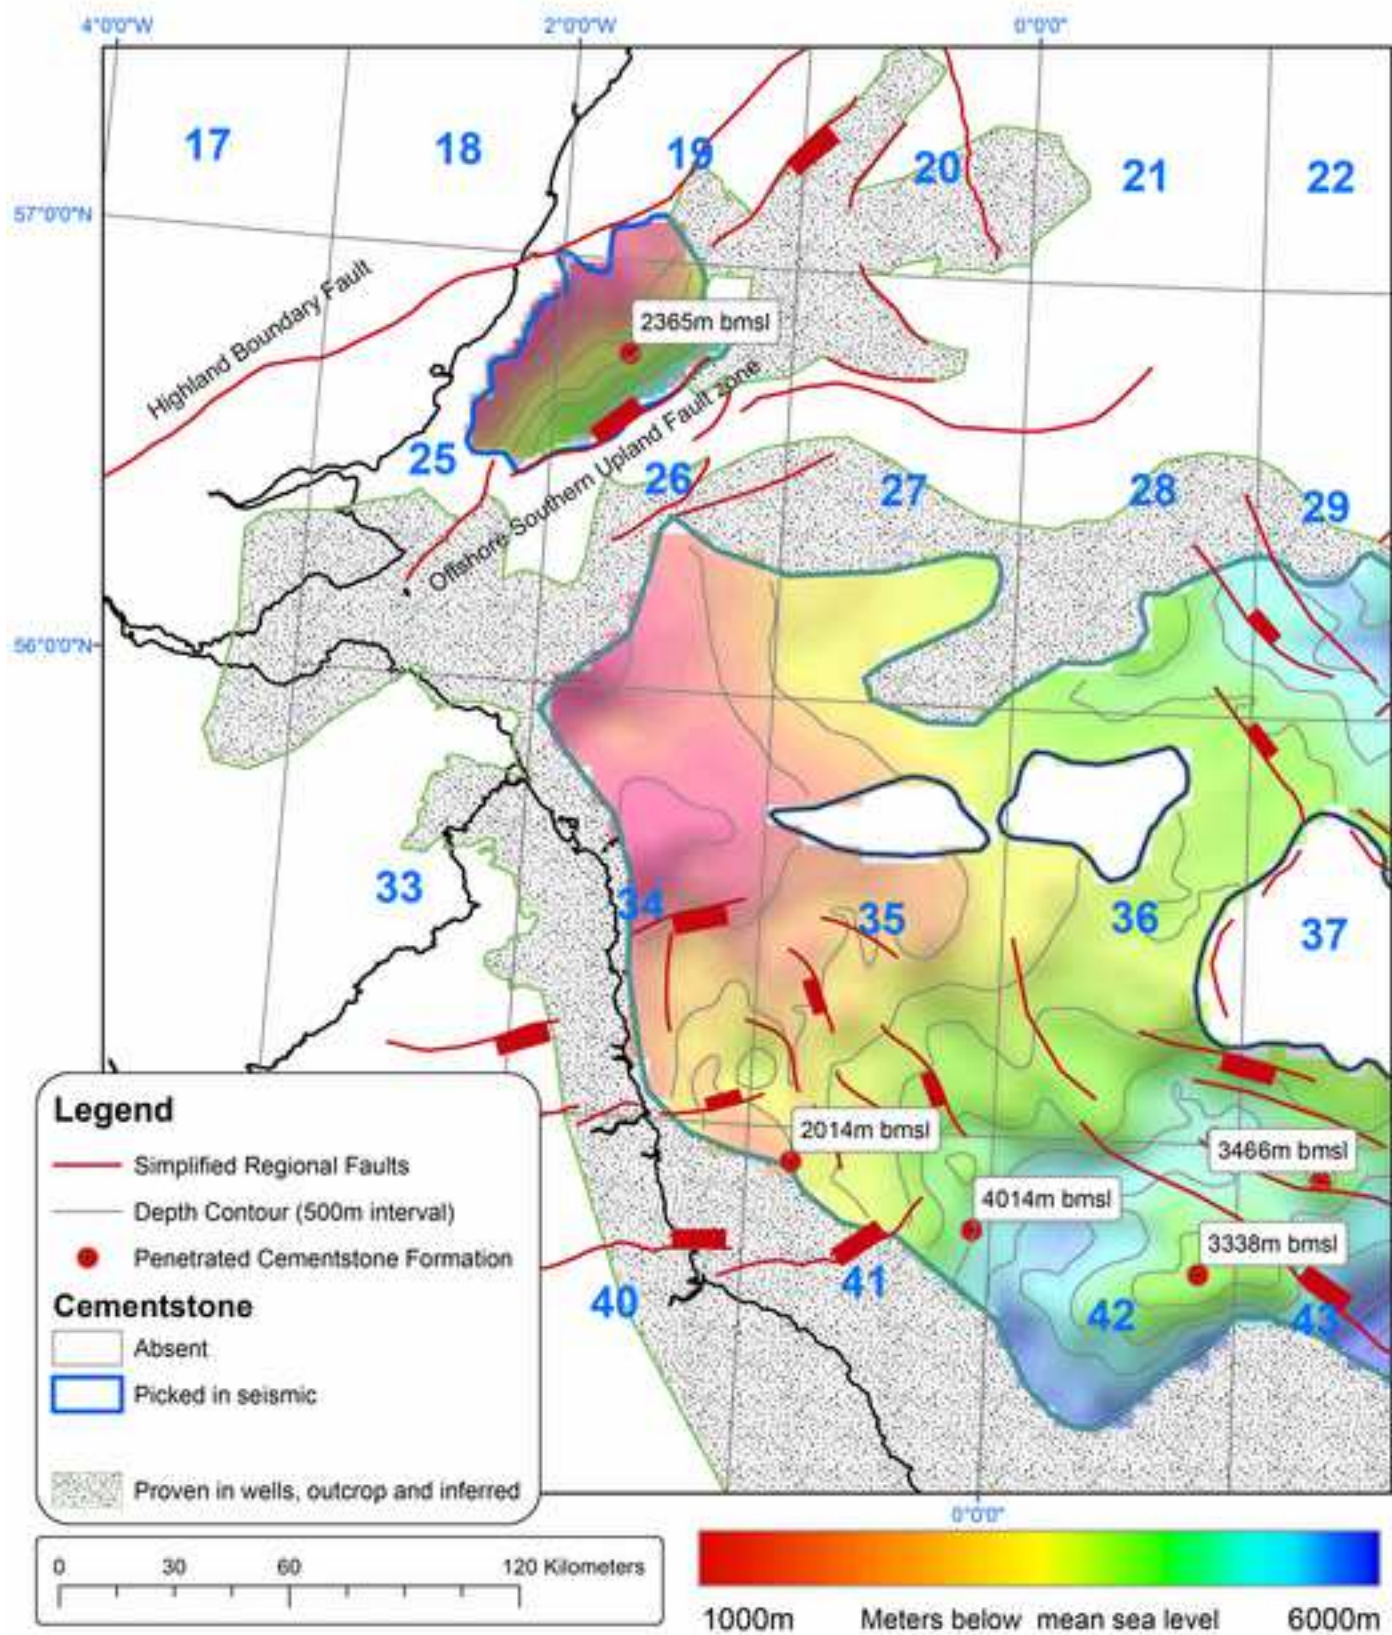 4°0'0"W 2°0'0"W 0°0'0"
17 18 19 20 21 22
57°0'0"N
Highland Boundary Fault
2365m bmsl
Offshore Southern Upland Fault zone
25 26 27 28 29
56°0'0"N
33 34 35 36 37
2014m bmsl
3466m bmsl
4014m bmsl
3338m bmsl
40 41 42 43
Legend
Simplified Regional Faults
Depth Contour (500m interval)
Penetrated Cementstone Formation
Cementstone
Absent
Picked in seismic
Proven in wells, outcrop and inferred
0°0'0"
0 30 60 120 Kilometers
1000m Meters below mean sea level 6000m